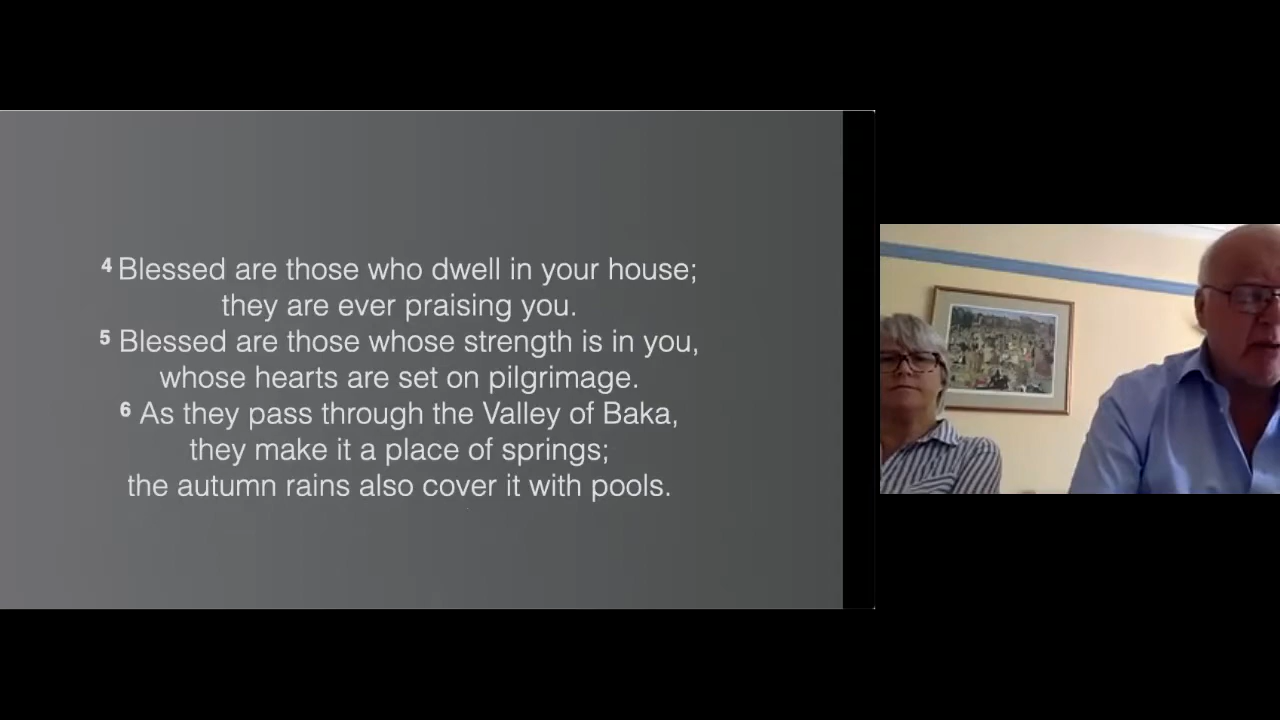 4 Blessed are those who dwell in your house;
they are ever praising you.
5 Blessed are those whose strength is in you,
whose hearts are set on pilgrimage.
6 As they pass through the Valley of Baka,
they make it a place of springs;
the autumn rains also cover it with pools.